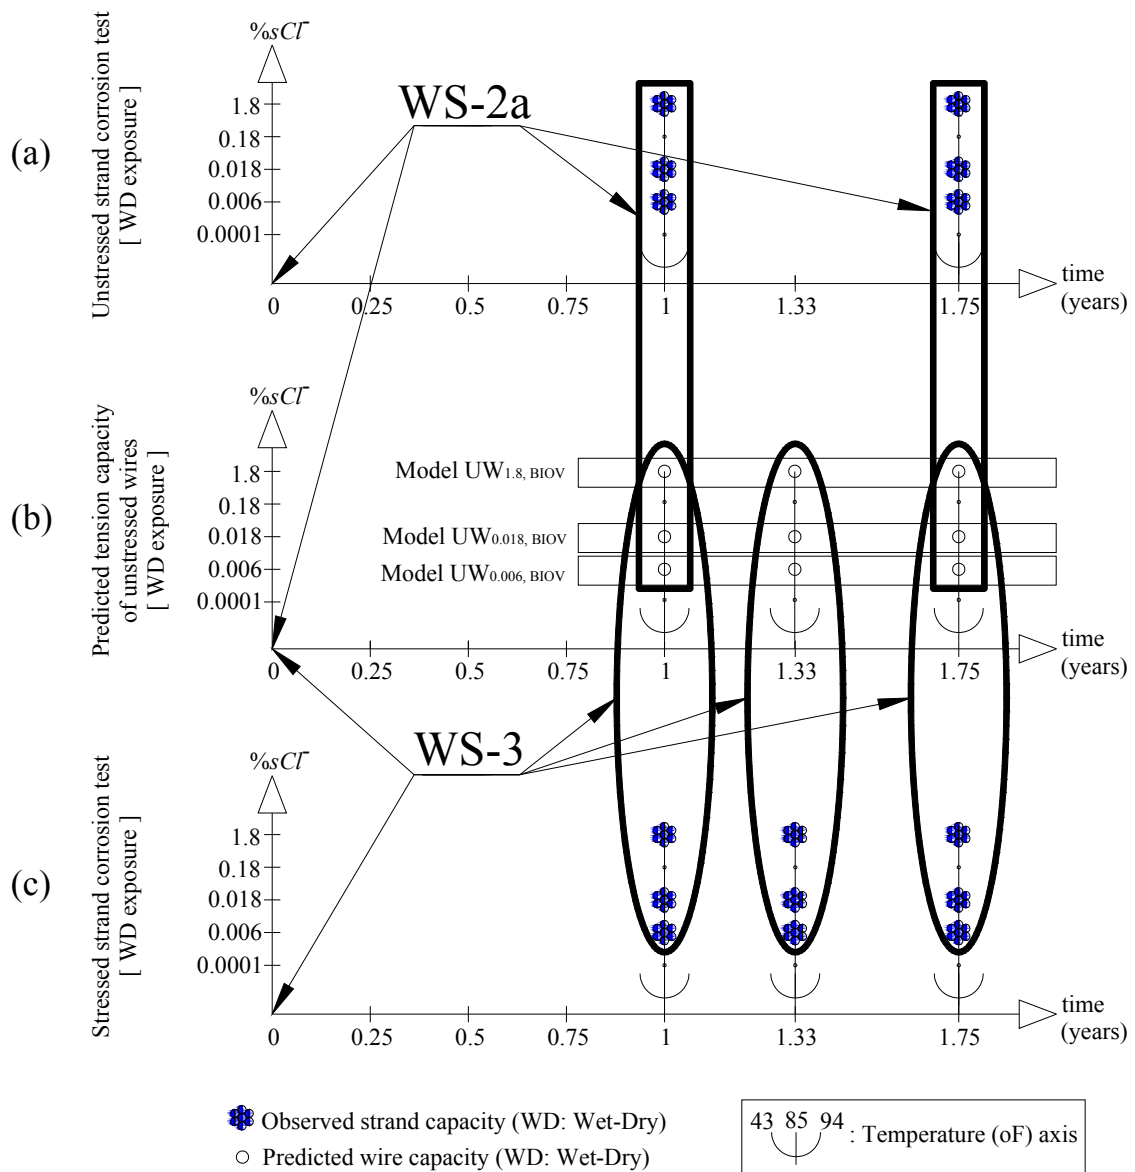 (a)
Unstressed strand corrosion test
[ WD exposure ]
%sCl-
1.8
0.18
0.018
0.006
0.0001
WS-2a
0 0.25 0.5 0.75 1 1.33 1.75
time
(years)
(b)
Predicted tension capacity
of unstressed wires
[ WD exposure ]
%sCl-
1.8
0.18
0.018
0.006
0.0001
Model UW1.8, BIOV
Model UW0.018, BIOV
Model UW0.006, BIOV
0 0.25 0.5 0.75 1 1.33 1.75
time
(years)
WS-3
(c)
Stressed strand corrosion test
[ WD exposure ]
%sCl-
1.8
0.18
0.018
0.006
0.0001
0 0.25 0.5 0.75 1 1.33 1.75
time
(years)
Observed strand capacity (WD: Wet-Dry)
Predicted wire capacity (WD: Wet-Dry)
43 85 94
: Temperature (oF) axis